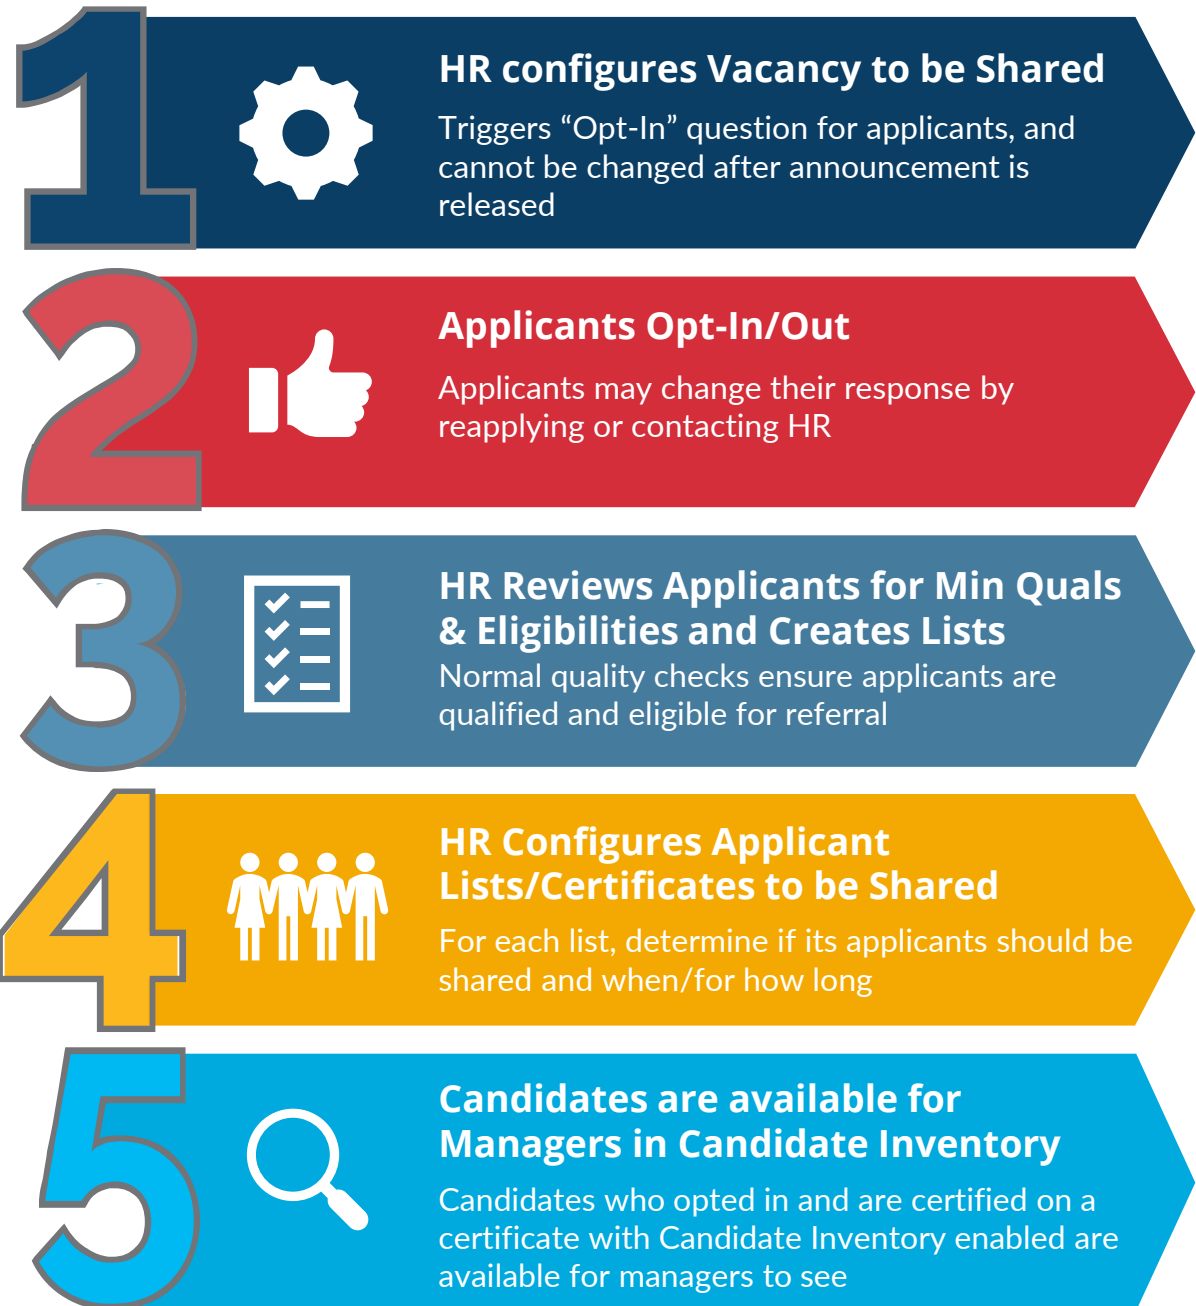 1
HR configures Vacancy to be Shared
Triggers “Opt-In” question for applicants, and
cannot be changed after announcement is
released
2
Applicants Opt-In/Out
Applicants may change their response by
reapplying or contacting HR
3
HR Reviews Applicants for Min Quals
& Eligibilities and Creates Lists
Normal quality checks ensure applicants are
qualified and eligible for referral
4
HR Configures Applicant
Lists/Certificates to be Shared
For each list, determine if its applicants should be
shared and when/for how long
5
Candidates are available for
Managers in Candidate Inventory
Candidates who opted in and are certified on a
certificate with Candidate Inventory enabled are
available for managers to see